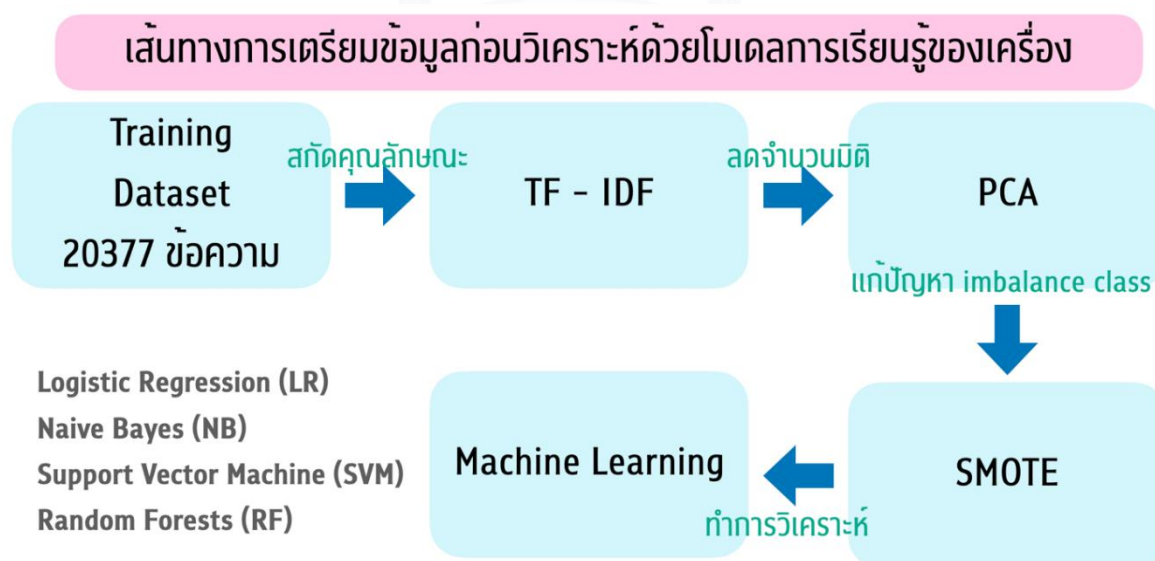 เส้นทางการเตรียมข้อมูลก่อนวิเคราะห์ด้วยโมเดลการเรียนรู้ของเครื่อง
Training
Dataset
20377 ข้อความ
สกัดคุณลักษณะ
TF - IDF
ลดจำนวนมิติ
PCA
แก้ปัญหา imbalance class
SMOTE
ทำการวิเคราะห์
Machine Learning
Logistic Regression (LR)
Naive Bayes (NB)
Support Vector Machine (SVM)
Random Forests (RF)